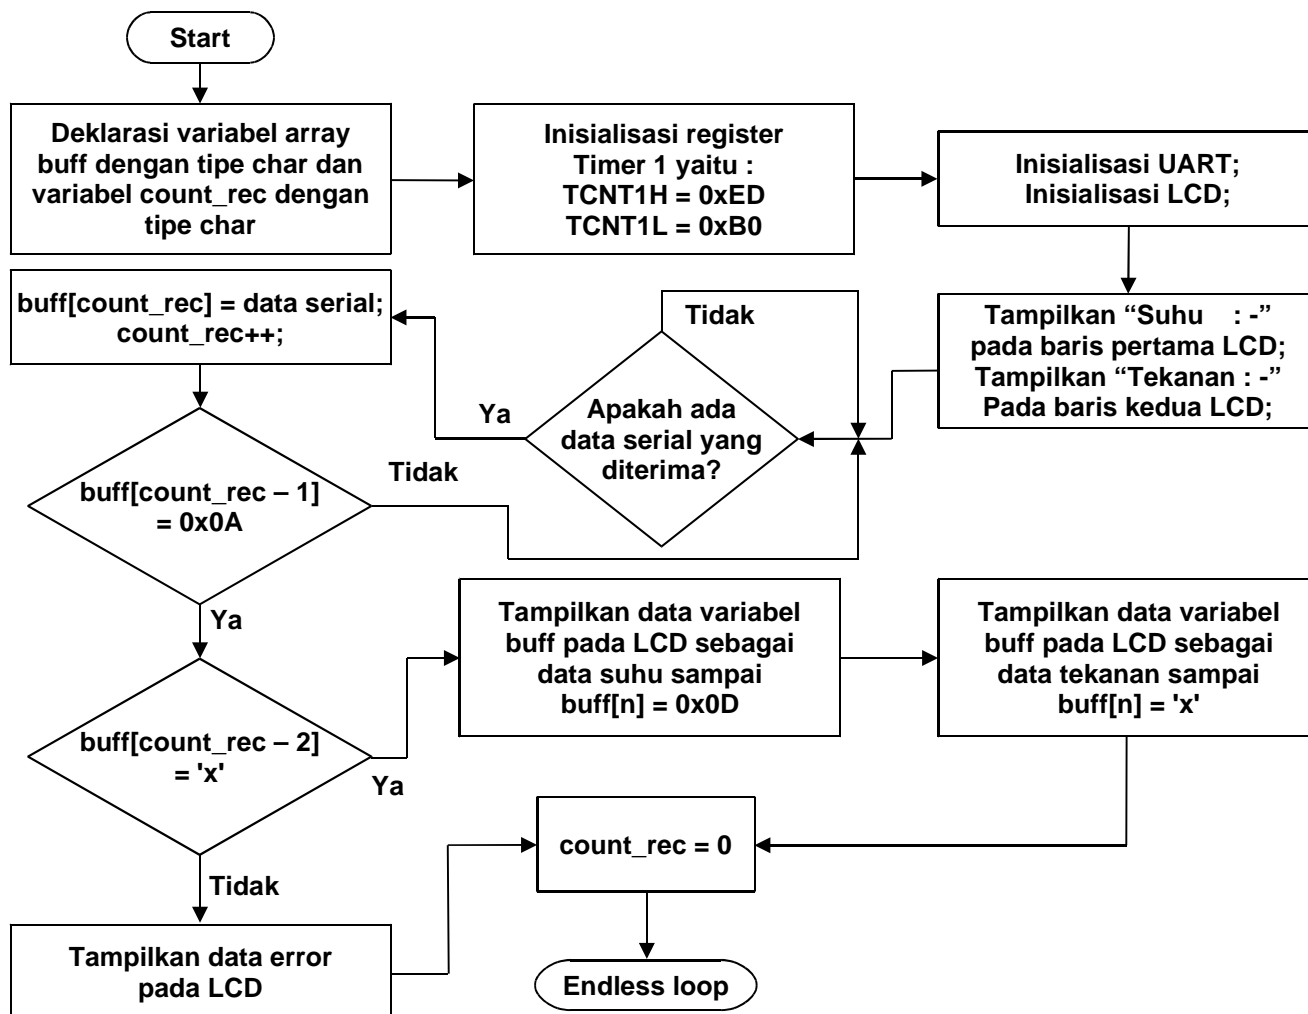 Start
Deklarasi variabel array
buff dengan tipe char dan
variabel count_rec dengan
tipe char
Inisialisasi register
Timer 1 yaitu :
TCNT1H = 0xED
TCNT1L = 0xB0
Inisialisasi UART;
Inisialisasi LCD;
Tampilkan “Suhu    : -”
pada baris pertama LCD;
Tampilkan “Tekanan : -”
Pada baris kedua LCD;
Tidak
Apakah ada
data serial yang
diterima?
Ya
buff[count_rec] = data serial;
count_rec++;
buff[count_rec – 1]
= 0x0A
Tidak
Ya
buff[count_rec – 2]
= 'x'
Ya
Tampilkan data variabel
buff pada LCD sebagai
data suhu sampai
buff[n] = 0x0D
Tampilkan data variabel
buff pada LCD sebagai
data tekanan sampai
buff[n] = 'x'
Tidak
Tampilkan data error
pada LCD
count_rec = 0
Endless loop